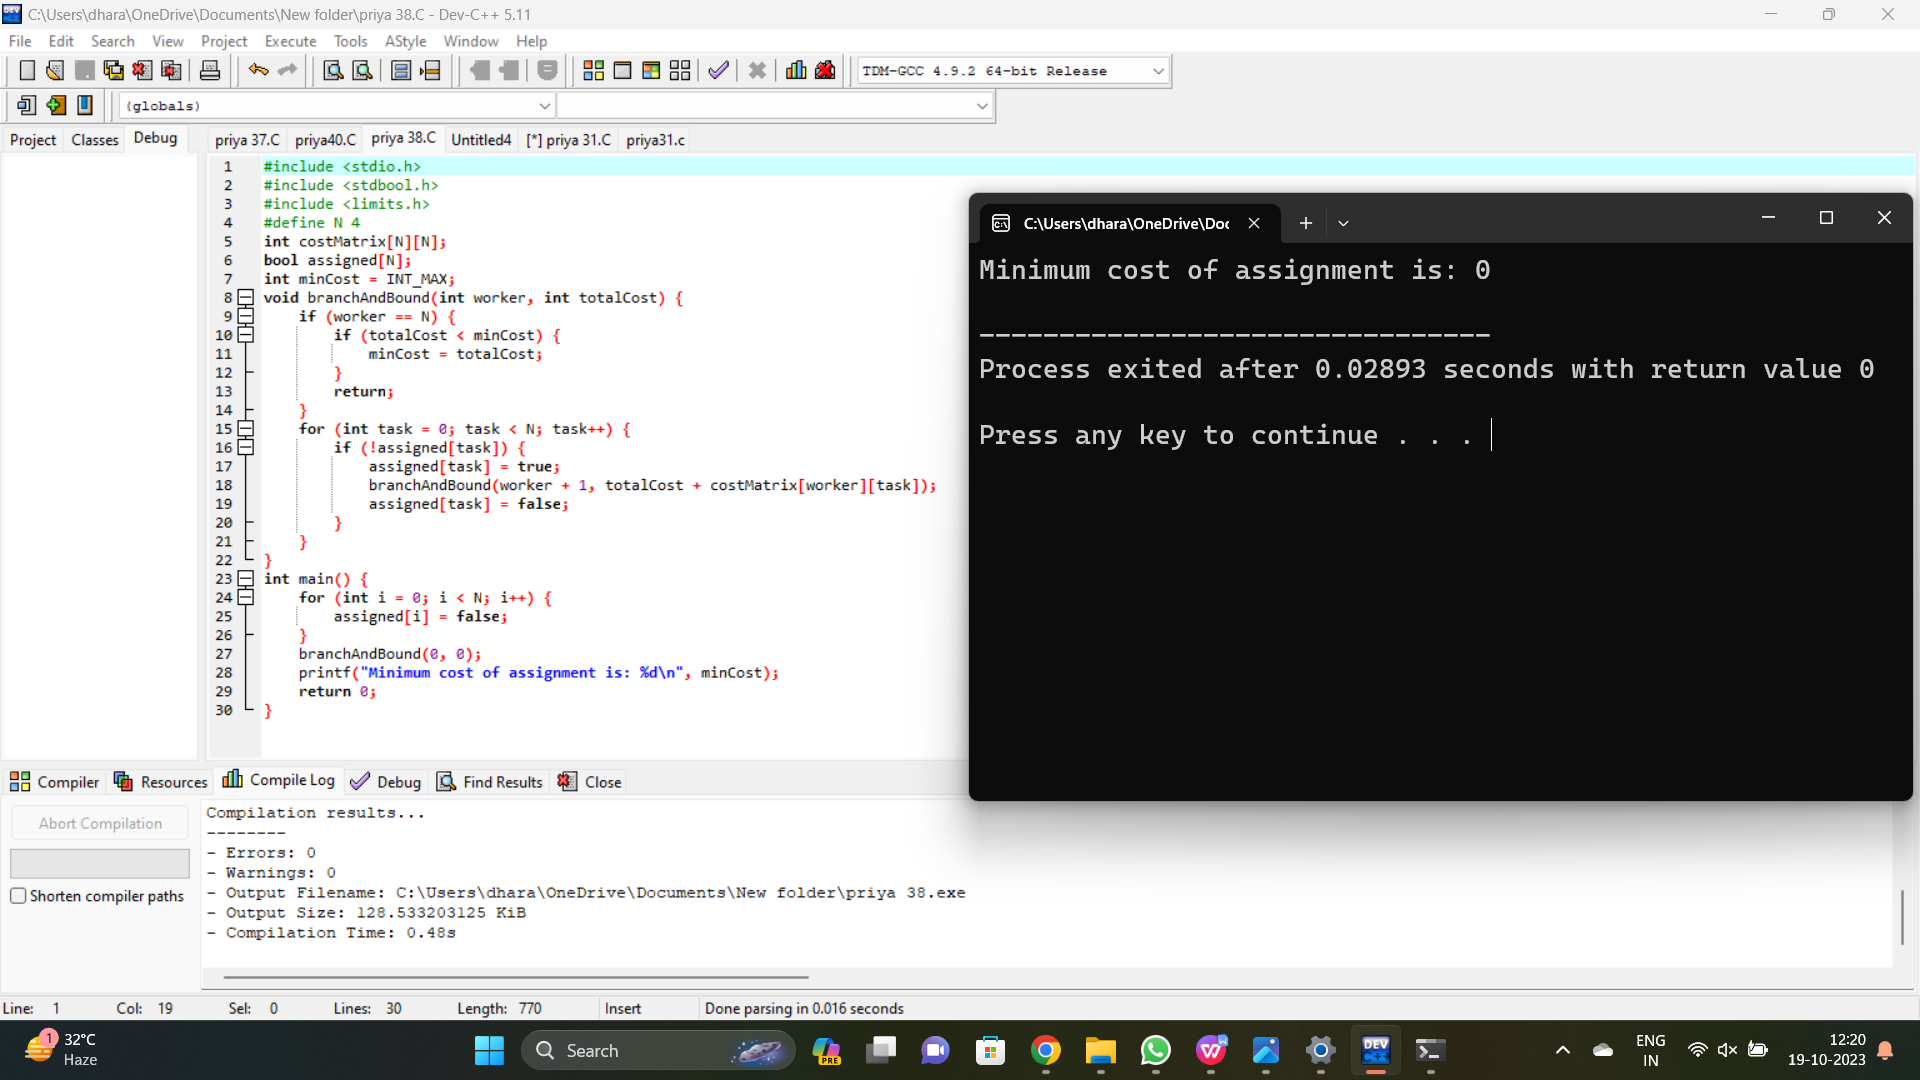 C:\Users\dhara\OneDrive\Documents\New folder\priya 38.C - Dev-C++ 5.11
File Edit Search View Project Execute Tools AStyle Window Help
TDM-GCC 4.9.2 64-bit Release
(globals)
Project Classes Debug priya 37.C priya40.C priya 38.C Untitled4 [*] priya 31.C priya31.c
1 #include <stdio.h>
2 #include <stdbool.h>
3 #include <limits.h>
4 #define N 4
5 int costMatrix[N][N];
6 bool assigned[N];
7 int minCost = INT_MAX;
8 void branchAndBound(int worker, int totalCost) {
9 if (worker == N) {
10 if (totalCost < minCost) {
11 minCost = totalCost;
12 }
13 return;
14 }
15 for (int task = 0; task < N; task++) {
16 if (!assigned[task]) {
17 assigned[task] = true;
18 branchAndBound(worker + 1, totalCost + costMatrix[worker][task]);
19 assigned[task] = false;
20 }
21 }
22 }
23 int main() {
24 for (int i = 0; i < N; i++) {
25 assigned[i] = false;
26 }
27 branchAndBound(0, 0);
28 printf("Minimum cost of assignment is: %d\n", minCost);
29 return 0;
30 }
C:\Users\dhara\OneDrive\Doc
Minimum cost of assignment is: 0
--------------------------------
Process exited after 0.02893 seconds with return value 0
Press any key to continue . . .
Compiler Resources Compile Log Debug Find Results Close
Abort Compilation
Shorten compiler paths
Compilation results...
--------
- Errors: 0
- Warnings: 0
- Output Filename: C:\Users\dhara\OneDrive\Documents\New folder\priya 38.exe
- Output Size: 128.533203125 KiB
- Compilation Time: 0.48s
Line: 1 Col: 19 Sel: 0 Lines: 30 Length: 770 Insert Done parsing in 0.016 seconds
1
32°C
Haze
Search
PRE
DEV
C++
ENG
IN
12:20
19-10-2023